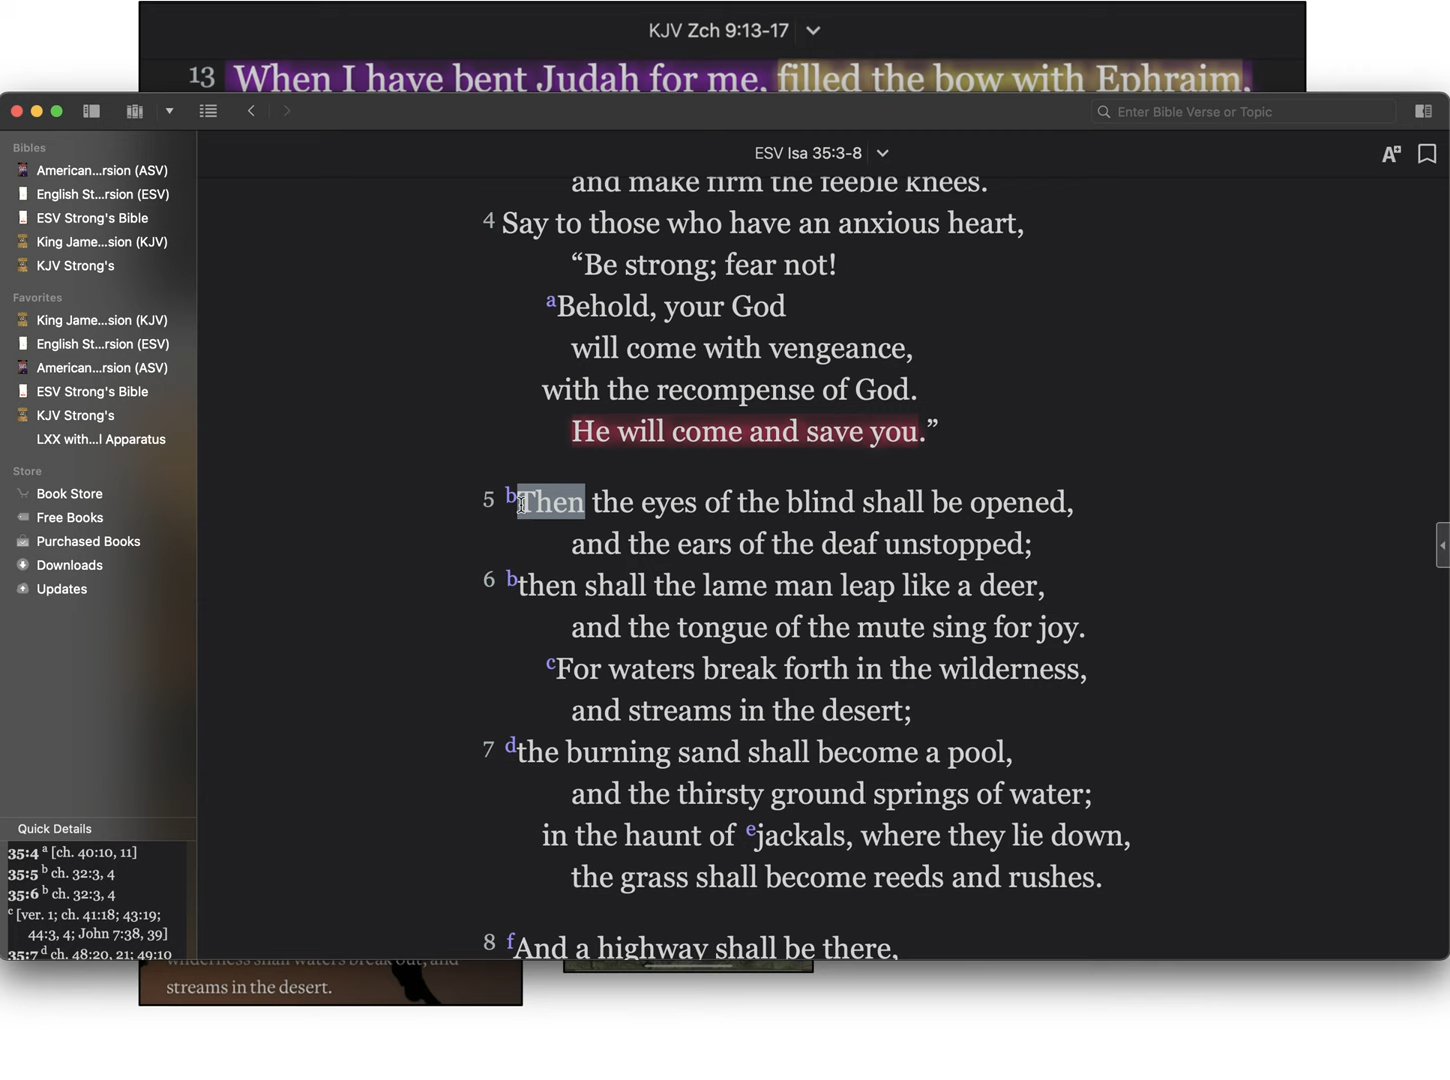 KJV Zch 9:13-17
13 When I have bent Judah for me, filled the bow with Ephraim,
Enter Bible Verse or Topic
Bibles
American...rsion (ASV)
English St...rsion (ESV)
ESV Strong's Bible
King Jame...sion (KJV)
KJV Strong's
Favorites
King Jame...sion (KJV)
English St...rsion (ESV)
American...rsion (ASV)
ESV Strong's Bible
KJV Strong's
LXX with...l Apparatus
Store
Book Store
Free Books
Purchased Books
Downloads
Updates
Quick Details
35:4 a [ch. 40:10, 11]
35:5 b ch. 32:3, 4
35:6 b ch. 32:3, 4
c [ver. 1; ch. 41:18; 43:19;
44:3, 4; John 7:38, 39]
35:7 d ch. 48:20, 21; 49:10
ESV Isa 35:3-8
and make firm the feeble knees.
4 Say to those who have an anxious heart,
“Be strong; fear not!
aBehold, your God
will come with vengeance,
with the recompense of God.
He will come and save you.”
5 bThen the eyes of the blind shall be opened,
and the ears of the deaf unstopped;
6 bthen shall the lame man leap like a deer,
and the tongue of the mute sing for joy.
cFor waters break forth in the wilderness,
and streams in the desert;
7 dthe burning sand shall become a pool,
and the thirsty ground springs of water;
in the haunt of ejackals, where they lie down,
the grass shall become reeds and rushes.
8 fAnd a highway shall be there,
wilderness shall waters break out, and
streams in the desert.